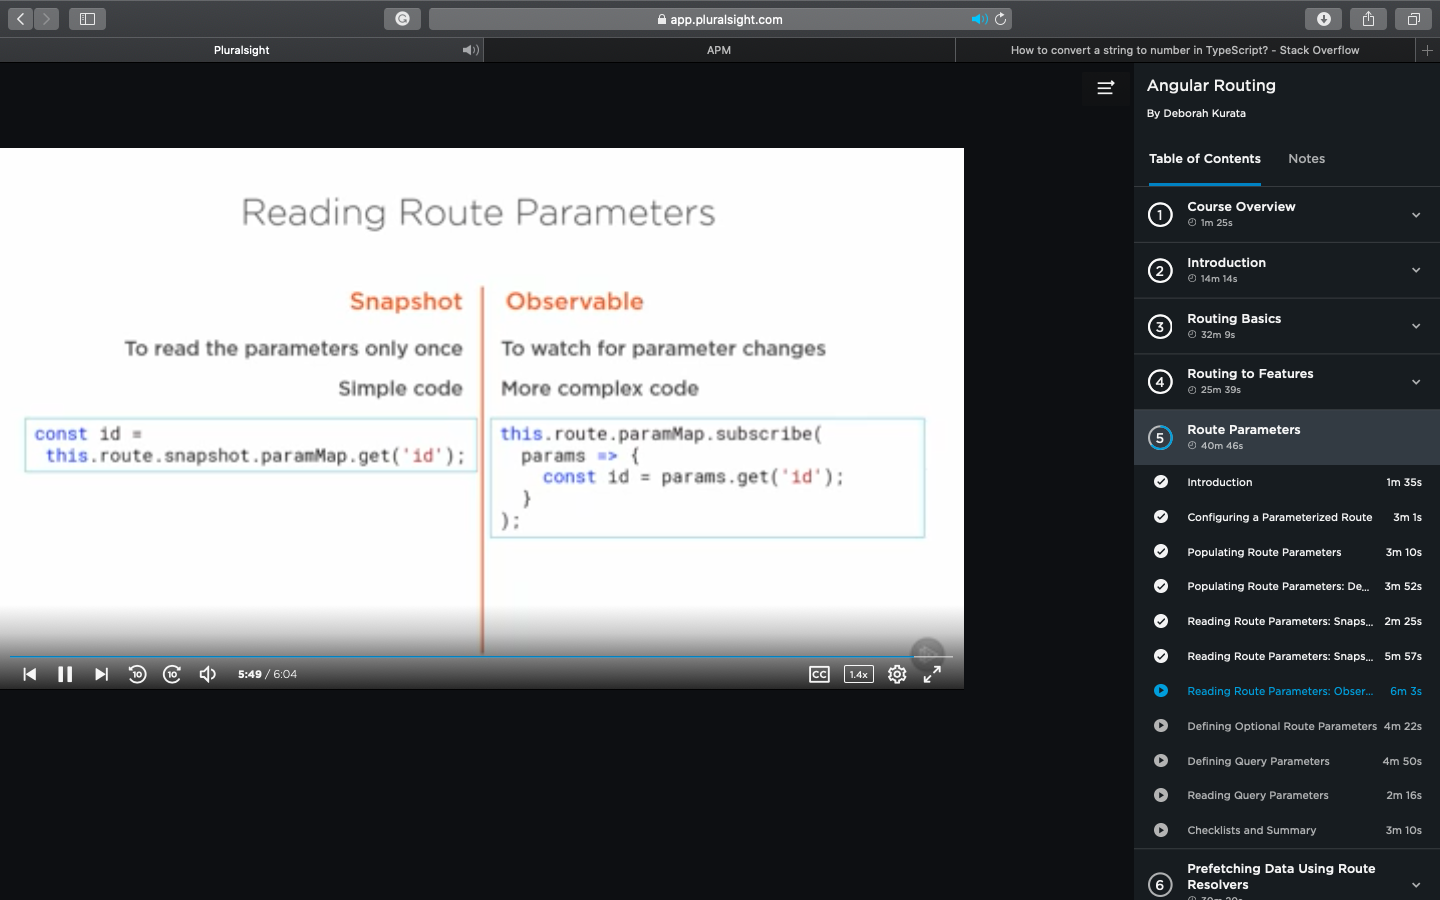 app.pluralsight.com
Pluralsight
APM
How to convert a string to number in TypeScript? - Stack Overflow
Reading Route Parameters
Snapshot
To read the parameters only once
Simple code
const id =
this.route.snapshot.paramMap.get('id');
Observable
To watch for parameter changes
More complex code
this.route.paramMap.subscribe(
params => {
const id = params.get('id');
}
);
10
10
5:49 / 6:04
CC
1.4x
Angular Routing
By Deborah Kurata
Table of Contents
Notes
1 Course Overview
1m 25s
2 Introduction
14m 14s
3 Routing Basics
32m 9s
4 Routing to Features
25m 39s
5 Route Parameters
40m 46s
Introduction 1m 35s
Configuring a Parameterized Route 3m 1s
Populating Route Parameters 3m 10s
Populating Route Parameters: De... 3m 52s
Reading Route Parameters: Snaps... 2m 25s
Reading Route Parameters: Snaps... 5m 57s
Reading Route Parameters: Obser... 6m 3s
Defining Optional Route Parameters 4m 22s
Defining Query Parameters 4m 50s
Reading Query Parameters 2m 16s
Checklists and Summary 3m 10s
6 Prefetching Data Using Route
Resolvers